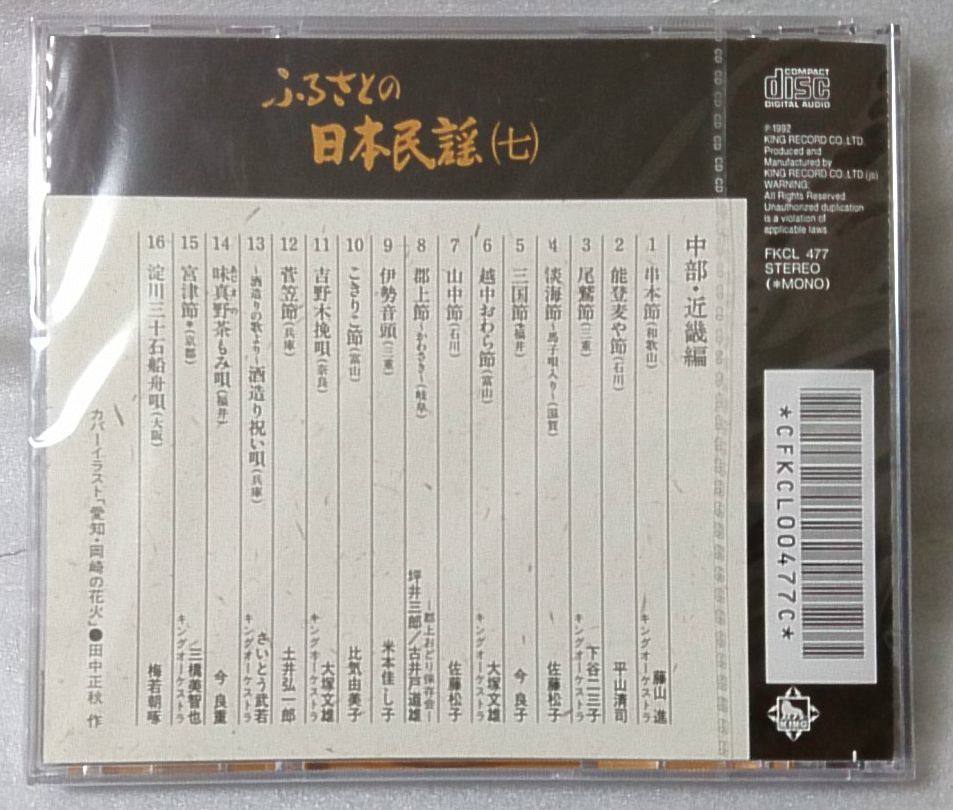 ふるさとの
日本民謡(七)
COMPACT
disc
DIGITAL AUDIO
℗1992
KING RECORD CO.,LTD.
Produced and
Manufactured by
KING RECORD CO.,LTD.(js)
WARNING:
All Rights Reserved.
Unauthorized duplication
is a violation of
applicable laws.
FKCL 477
STEREO
(*MONO)
*CFKCL00477C*
KING
中部・近畿編
1 串本節(和歌山) 藤山 進 キングオーケストラ
2 能登麦や節(石川) 平山清司
3 尾鷲節(三重) 下谷二三子 キングオーケストラ
4 淡海節~馬子唄入り~(滋賀) 佐藤松子
5 三国節(福井) 今 良子
6 越中おわら節(富山) 大塚文雄 キングオーケストラ
7 山中節(石川) 佐藤松子
8 郡上節~かわさき~(岐阜) 坪井三郎/古井戸道雄 ―郡上おどり保存会―
9 伊勢音頭(三重) 米本佳し子
10 こきりこ節(富山) 比気由美子
11 吉野木挽唄(奈良) 大塚文雄 キングオーケストラ
12 菅笠節(兵庫) 土井弘一郎
13 ~酒造りの歌より~酒造り祝い唄(兵庫) さいとう武若 キングオーケストラ
14 味真野茶もみ唄(福井) 今 良重
15 宮津節*(京都) 三橋美智也 キングオーケストラ
16 淀川三十石船舟唄(大阪) 梅若朝啄
カバーイラスト「愛知・岡崎の花火」●田中正秋 作